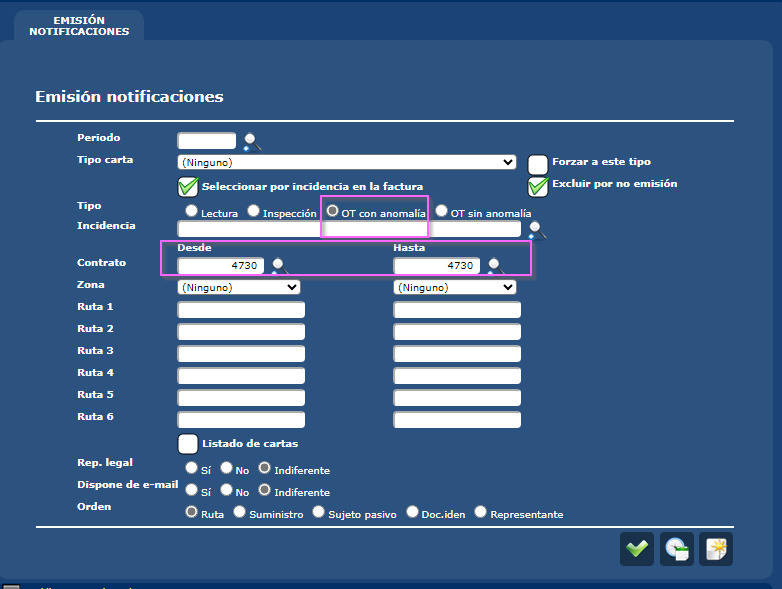 EMISIÓN
NOTIFICACIONES
Emisión notificaciones
Periodo
Tipo carta (Ninguno) Forzar a este tipo
Seleccionar por incidencia en la factura Excluir por no emisión
Tipo Lectura Inspección OT con anomalía OT sin anomalía
Incidencia
Desde Hasta
Contrato 4730 4730
Zona (Ninguno) (Ninguno)
Ruta 1
Ruta 2
Ruta 3
Ruta 4
Ruta 5
Ruta 6
Listado de cartas
Rep. legal Sí No Indiferente
Dispone de e-mail Sí No Indiferente
Orden Ruta Suministro Sujeto pasivo Doc.iden Representante